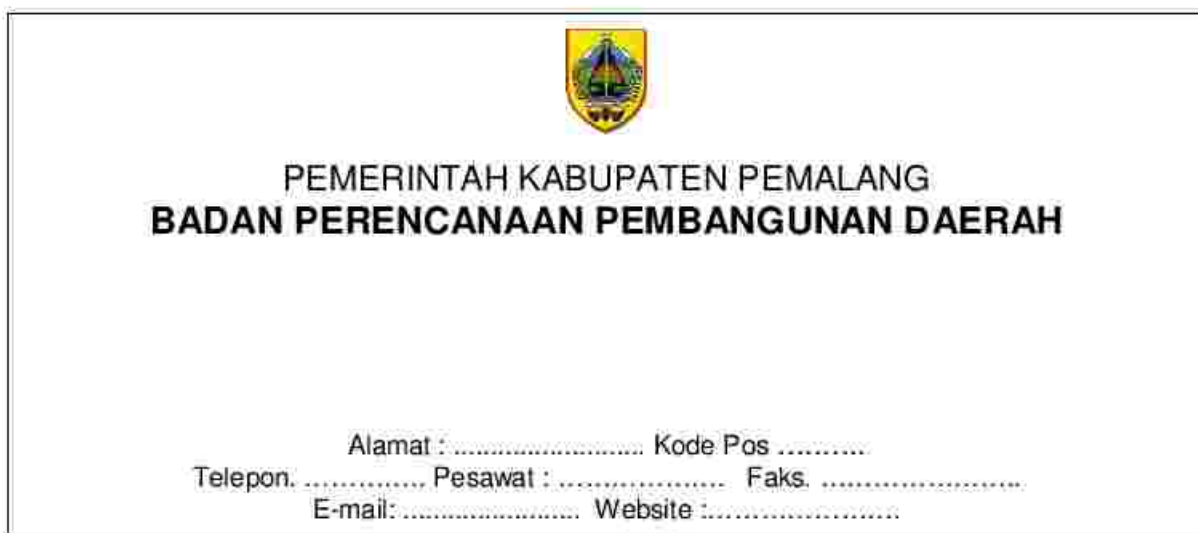 PEMERINTAH KABUPATEN PEMALANG
BADAN PERENCANAAN PEMBANGUNAN DAERAH
Alamat : .......................... Kode Pos ..........
Telepon. .............. Pesawat : ................... Faks. .......................
E-mail: ........................ Website :......................